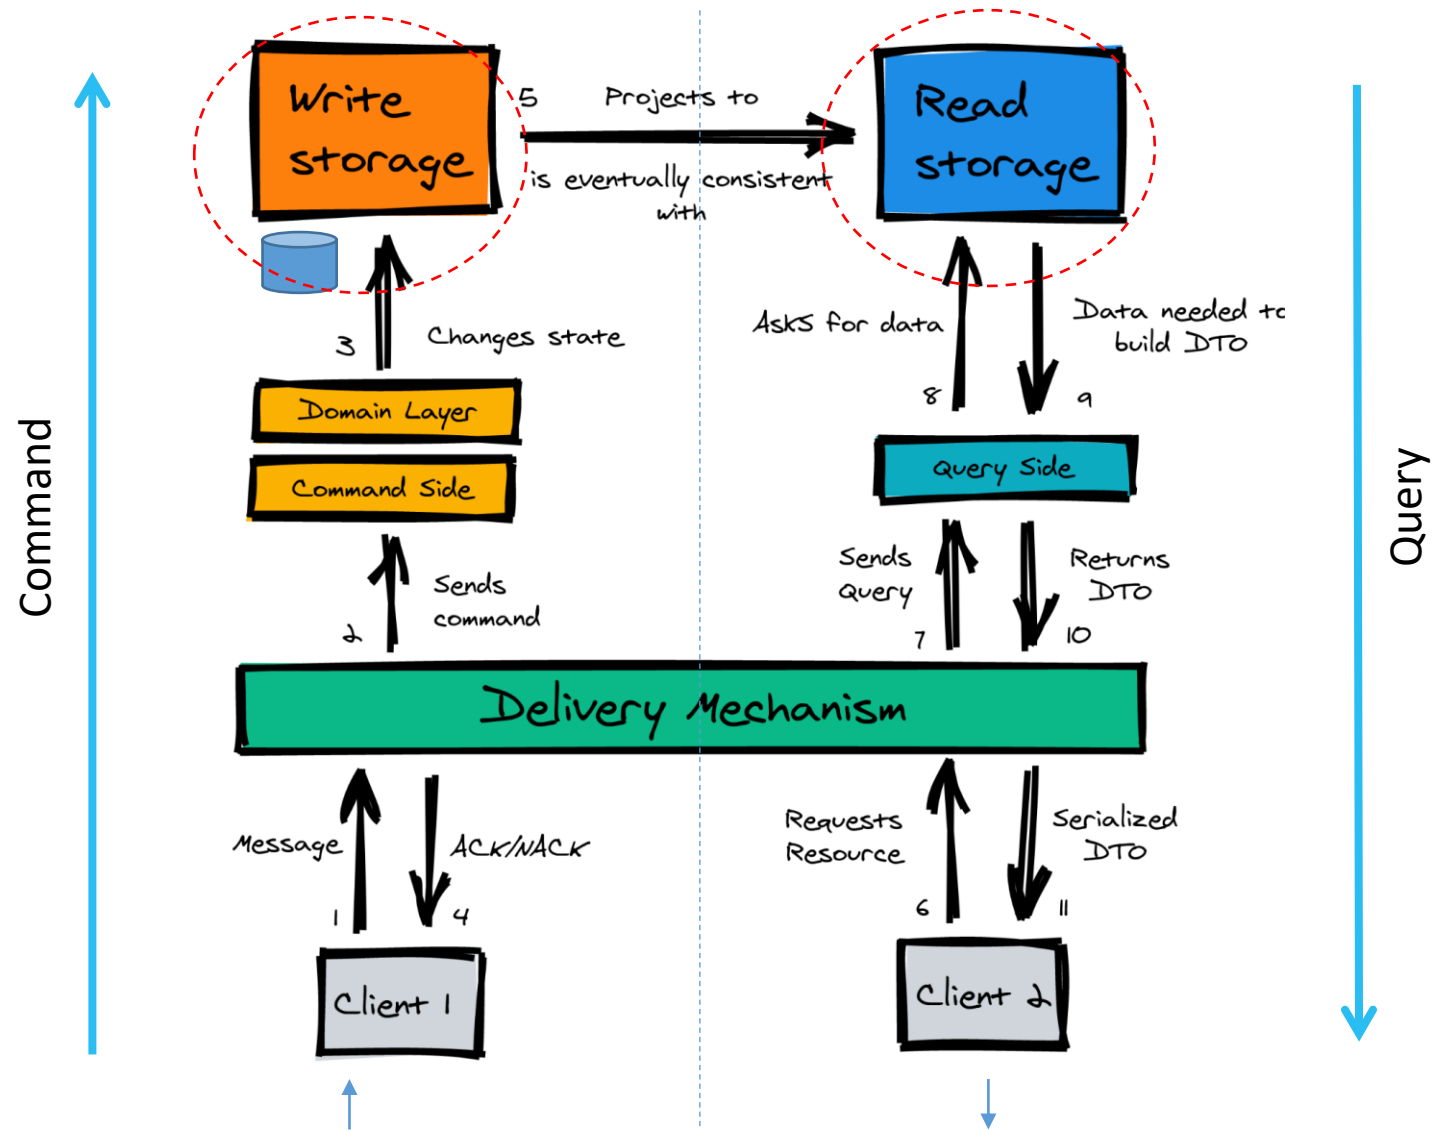 Write
storage
5
Projects to
is eventually consistent
with
Read
storage
3
Changes state
Asks for data
Data needed to
build DTO
8
9
Domain Layer
Command Side
Query Side
Command
Query
2
Sends
command
Sends
Query
7
Returns
DTO
10
Delivery Mechanism
Message
ACK/NACK
1
4
Requests
Resource
6
Serialized
DTO
11
Client 1
Client 2